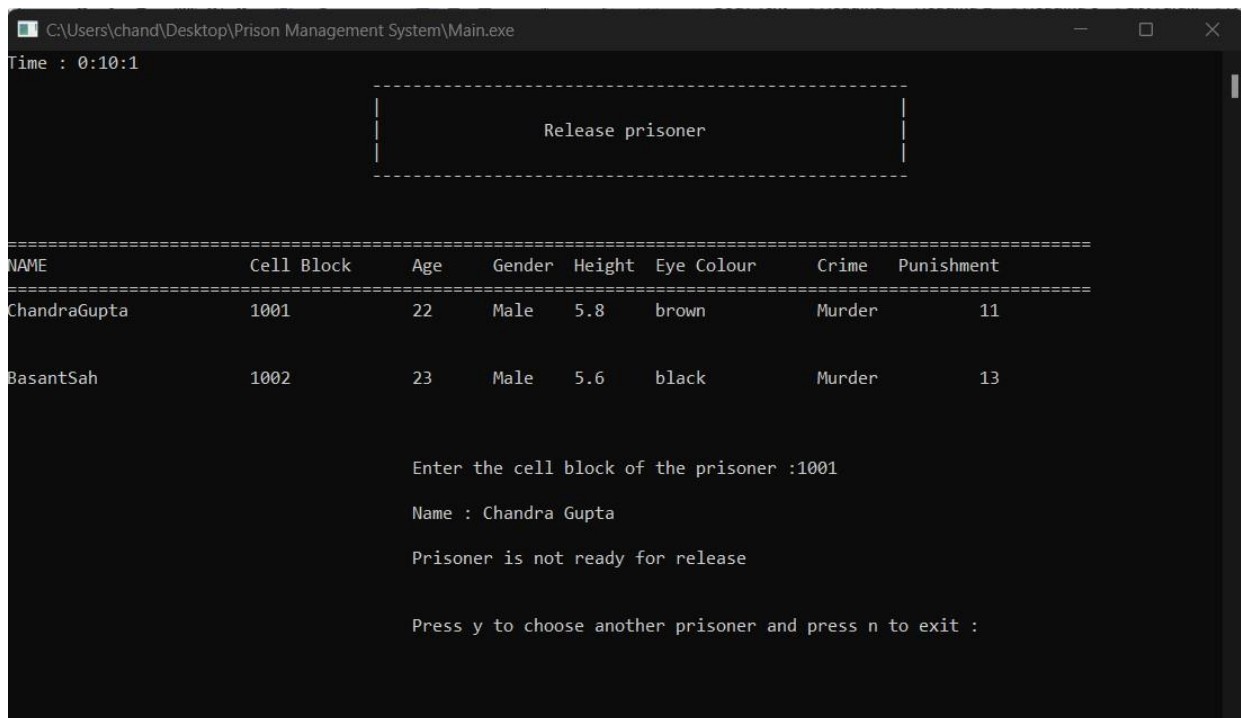 C:\Users\chand\Desktop\Prison Management System\Main.exe
Time : 0:10:1
Release prisoner
NAME Cell Block Age Gender Height Eye Colour Crime Punishment
ChandraGupta 1001 22 Male 5.8 brown Murder 11
BasantSah 1002 23 Male 5.6 black Murder 13
Enter the cell block of the prisoner :1001
Name : Chandra Gupta
Prisoner is not ready for release
Press y to choose another prisoner and press n to exit :